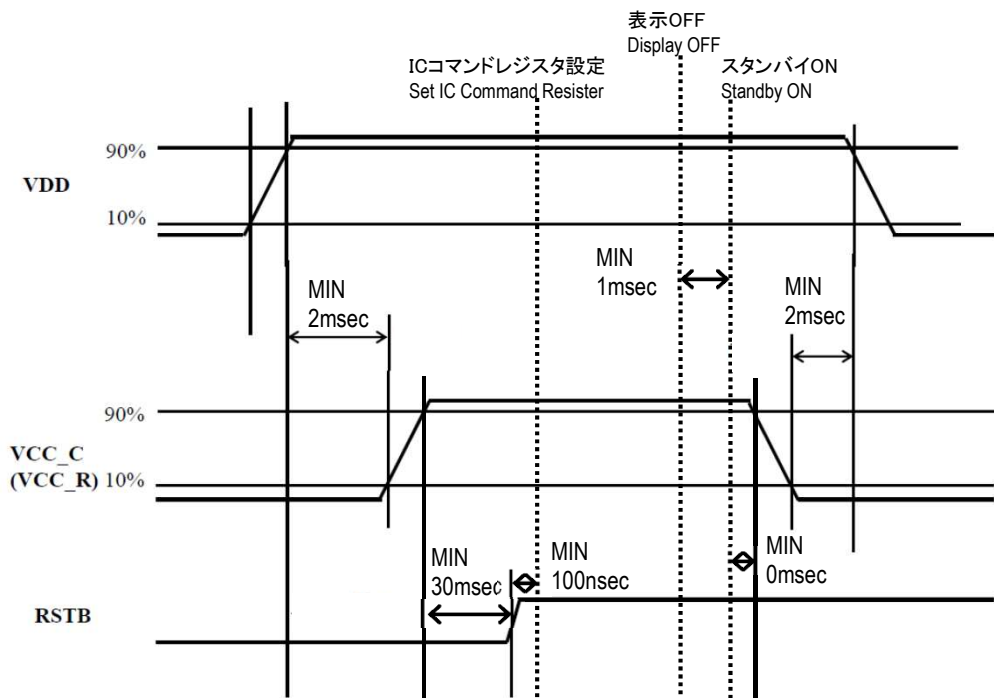 表示OFF
Display OFF
ICコマンドレジスタ設定
Set IC Command Resister
スタンバイON
Standby ON
90%
VDD
10%
MIN
2msec
MIN
1msec
MIN
2msec
90%
VCC_C
(VCC_R) 10%
MIN
30msec
MIN
100nsec
MIN
0msec
RSTB